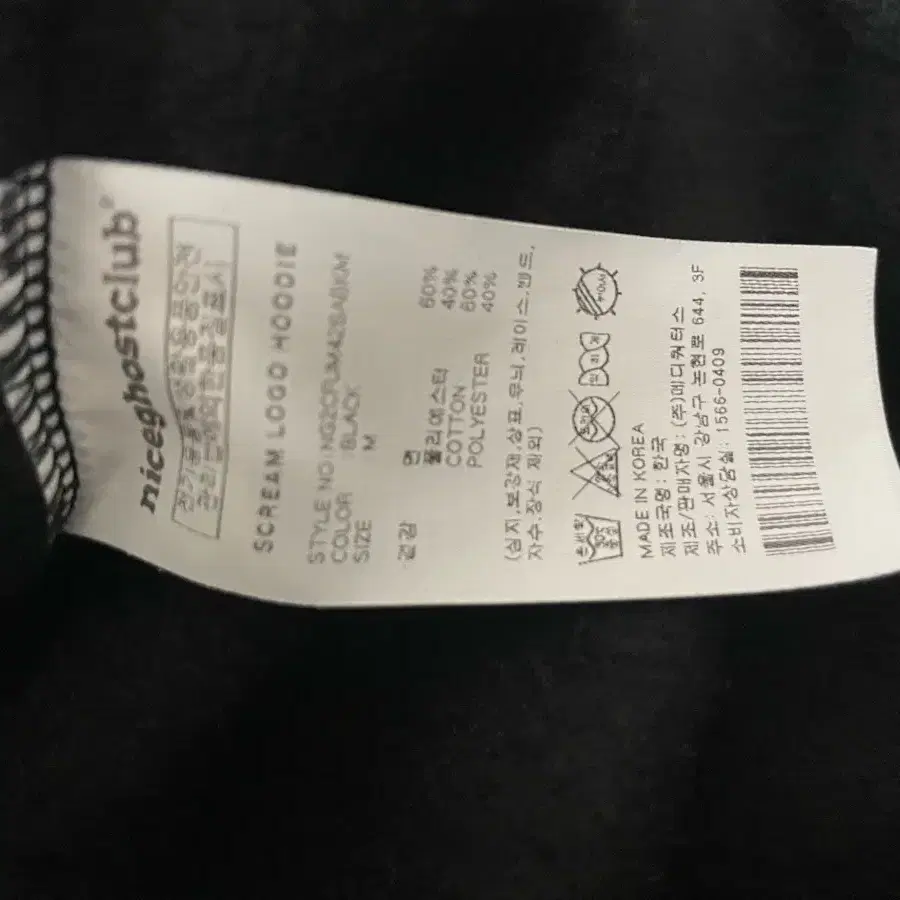 niceghostclub®
SCREAM LOGO HOODIE
STYLE NO
COLOR : BLACK
SIZE M
겉감
면 60%
폴리에스터 40%
COTTON 60%
POLYESTER 40%
(심지,보강재,상표,무늬,레이스,밴드,
자수,장식 제외)
손세탁
MADE IN KOREA
제조국명 : 한국
제조/판매자명 : (주)메디쿼터스
주소: 서울시 강남구 논현로 644, 3F
소비자상담실: 1566-0409